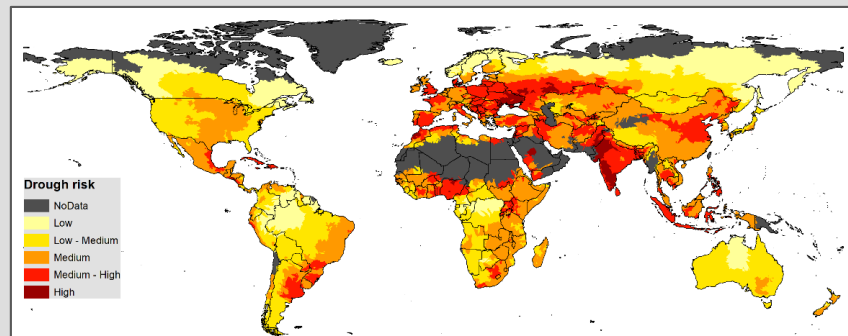 Drough risk
NoData
Low
Low - Medium
Medium
Medium - High
High